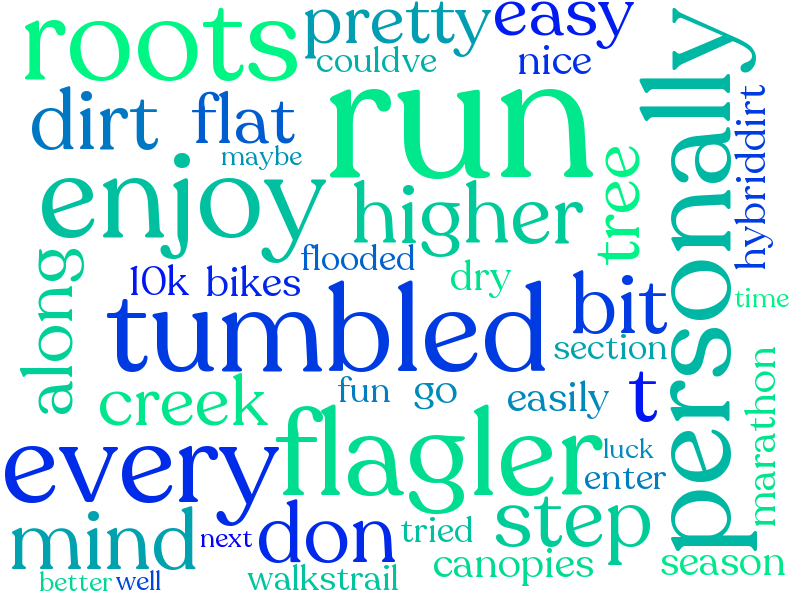 roots pretty easy
couldve nice
dirt flat run personally
maybe hybriddirt
enjoy higher tree
along flooded
10k bikes dry
tumbled bit time
section
creek fun go easily t
every flagler luck marathon
enter
mind next don tried step
canopies season
better well walkstrail